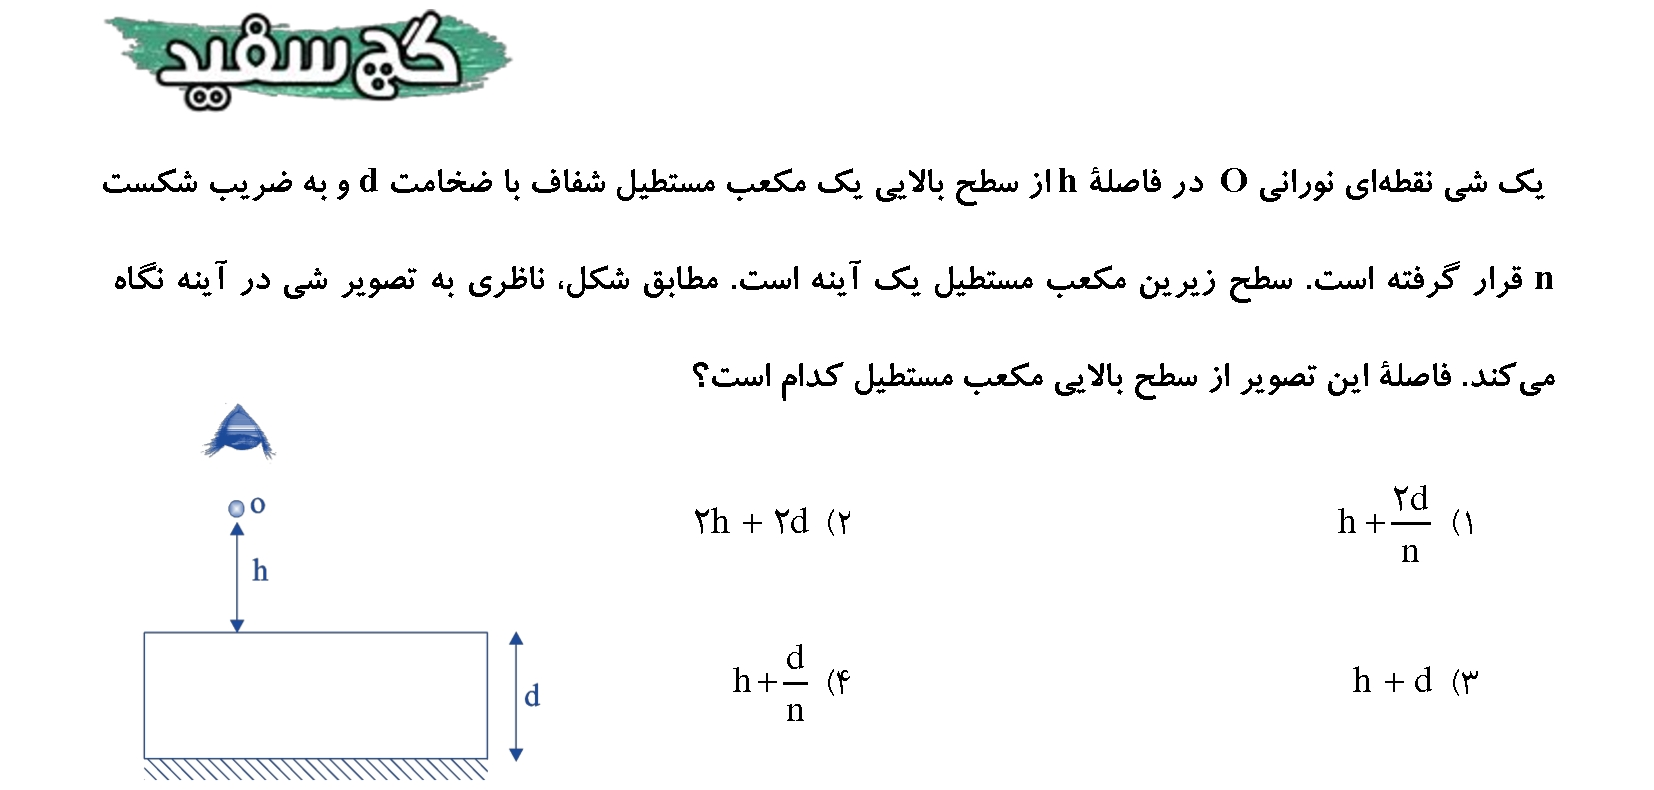 گچ سفید
یک شی نقطه‌ای نورانی O در فاصلهٔ h از سطح بالایی یک مکعب مستطیل شفاف با ضخامت d و به ضریب شکست
n قرار گرفته است. سطح زیرین مکعب مستطیل یک آینه است. مطابق شکل، ناظری به تصویر شی در آینه نگاه
می‌کند. فاصلهٔ این تصویر از سطح بالایی مکعب مستطیل کدام است؟
۱) h + ۲d/n
۲) ۲h + ۲d
۳) h + d
۴) h + d/n
o
h
d